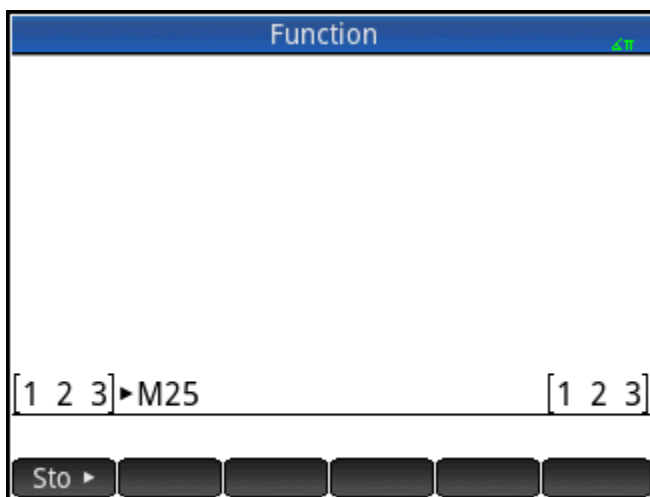 Function
∡π
[1 2 3]▶M25 [1 2 3]
Sto ▶